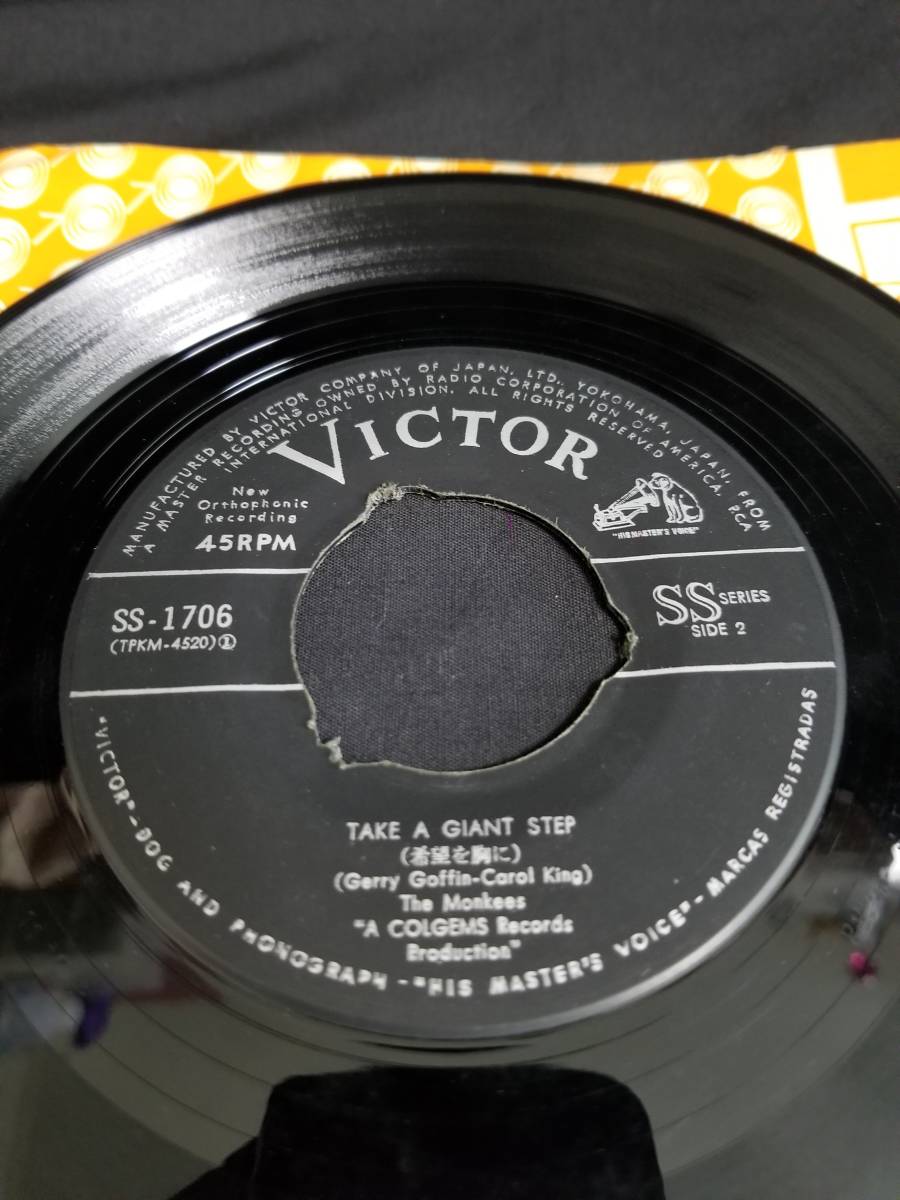 MANUFACTURED BY VICTOR COMPANY OF JAPAN, LTD., YOKOHAMA, JAPAN, FROM
A MASTER RECORDING OWNED BY RADIO CORPORATION OF AMERICA, RCA
INTERNATIONAL DIVISION. ALL RIGHTS RESERVED
VICTOR
New
Orthophonic
Recording
45RPM
"HIS MASTER'S VOICE"
SS-1706
(TPKM-4520)②
SS SERIES
SIDE 2
TAKE A GIANT STEP
(希望を胸に)
(Gerry Goffin-Carol King)
The Monkees
"A COLGEMS Records
Eroduction"
"VICTOR"-DOG AND PHONOGRAPH-"HIS MASTER'S VOICE"-MARCAS REGISTRADAS